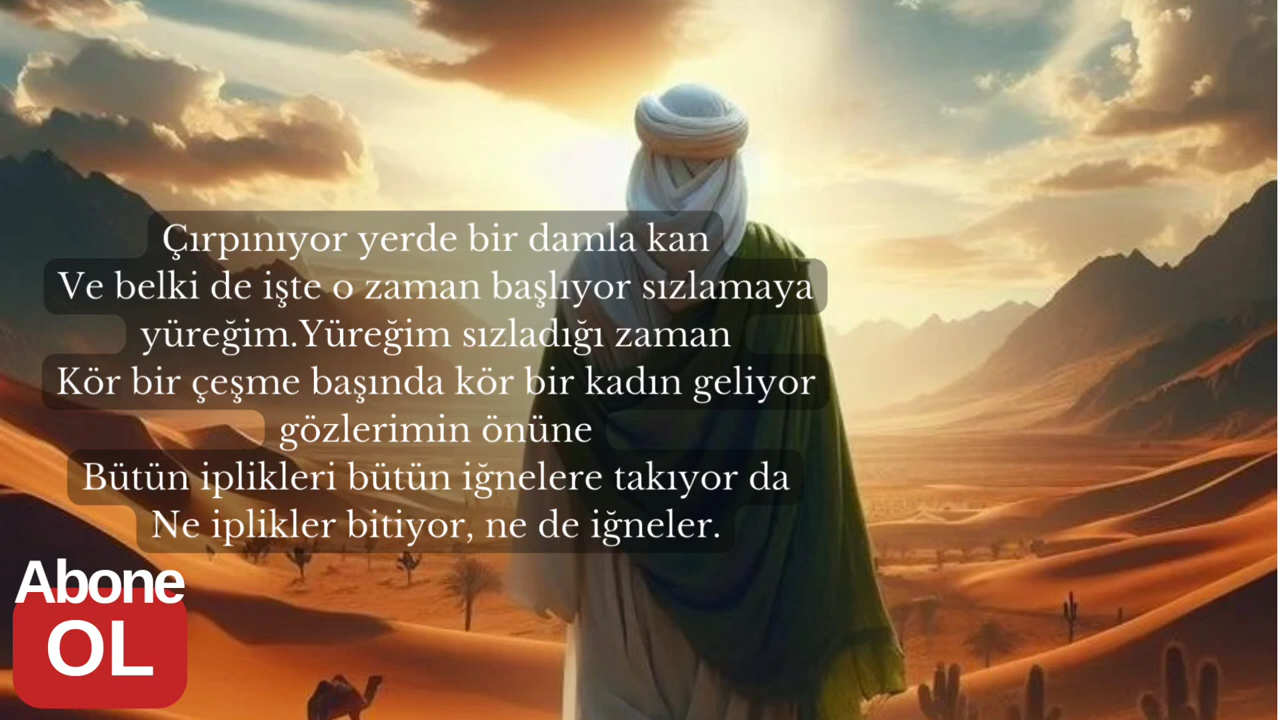 Çırpınıyor yerde bir damla kan
Ve belki de işte o zaman başlıyor sızlamaya
yüreğim.Yüreğim sızladığı zaman
Kör bir çeşme başında kör bir kadın geliyor
gözlerimin önüne
Bütün iplikleri bütün iğnelere takıyor da
Ne iplikler bitiyor, ne de iğneler.
Abone
OL